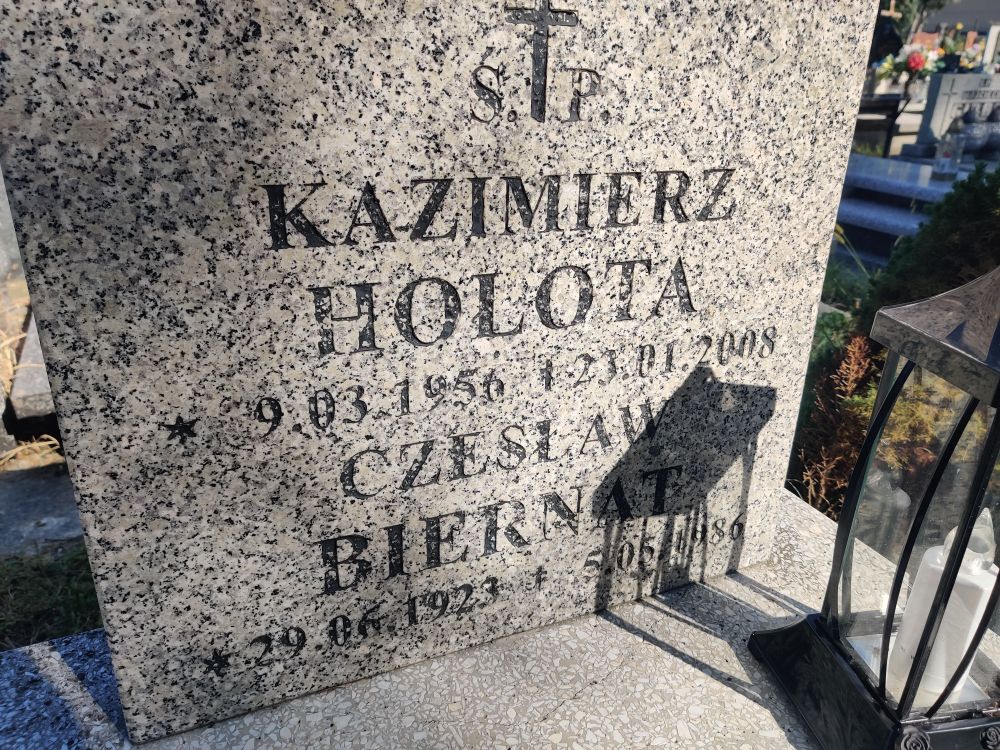 S. P.
KAZIMIERZ
HOLOTA
* 9.03.1956 † 23.01.2008
CZESŁAW
BIERNAT
* 29.06.1923 † 5.05.1986